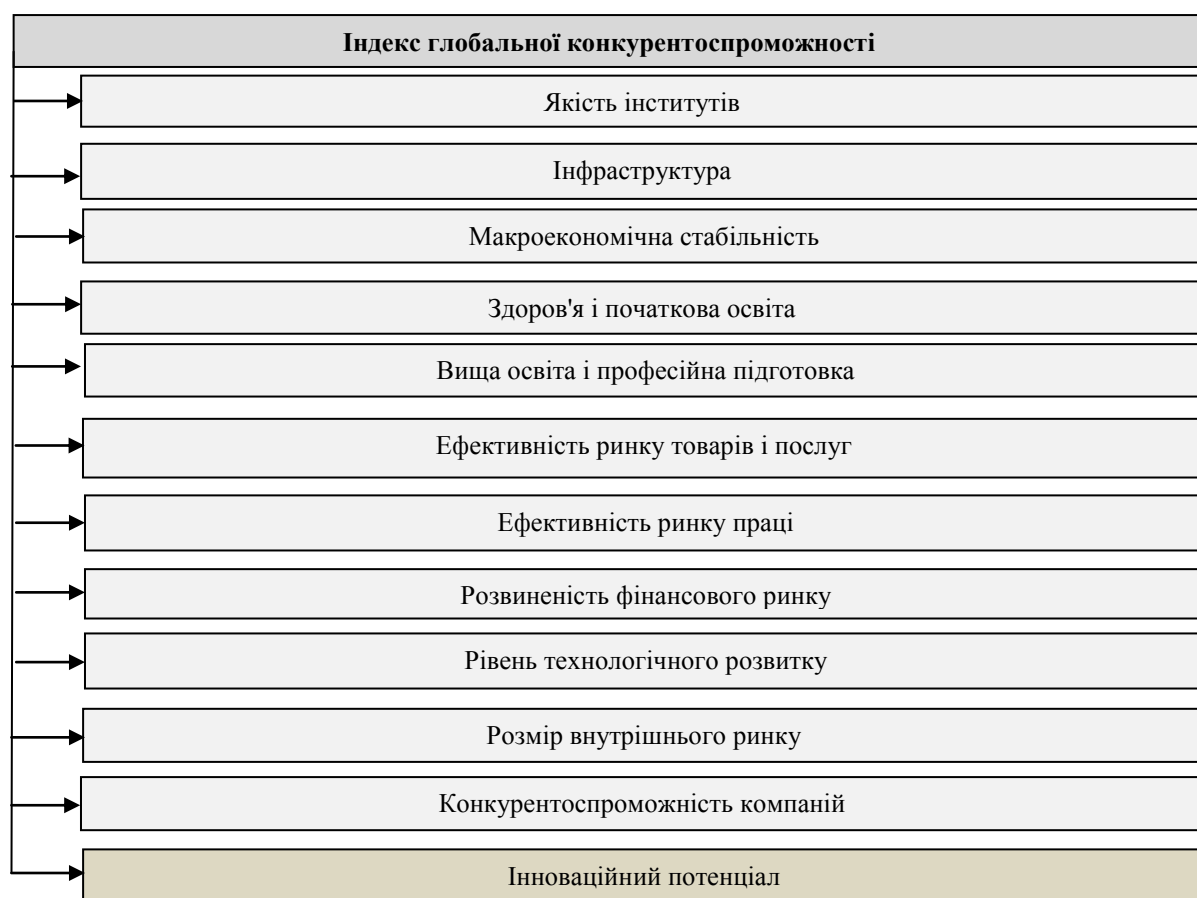 Індекс глобальної конкурентоспроможності
Якість інститутів
Інфраструктура
Макроекономічна стабільність
Здоров'я і початкова освіта
Вища освіта і професійна підготовка
Ефективність ринку товарів і послуг
Ефективність ринку праці
Розвиненість фінансового ринку
Рівень технологічного розвитку
Розмір внутрішнього ринку
Конкурентоспроможність компаній
Інноваційний потенціал